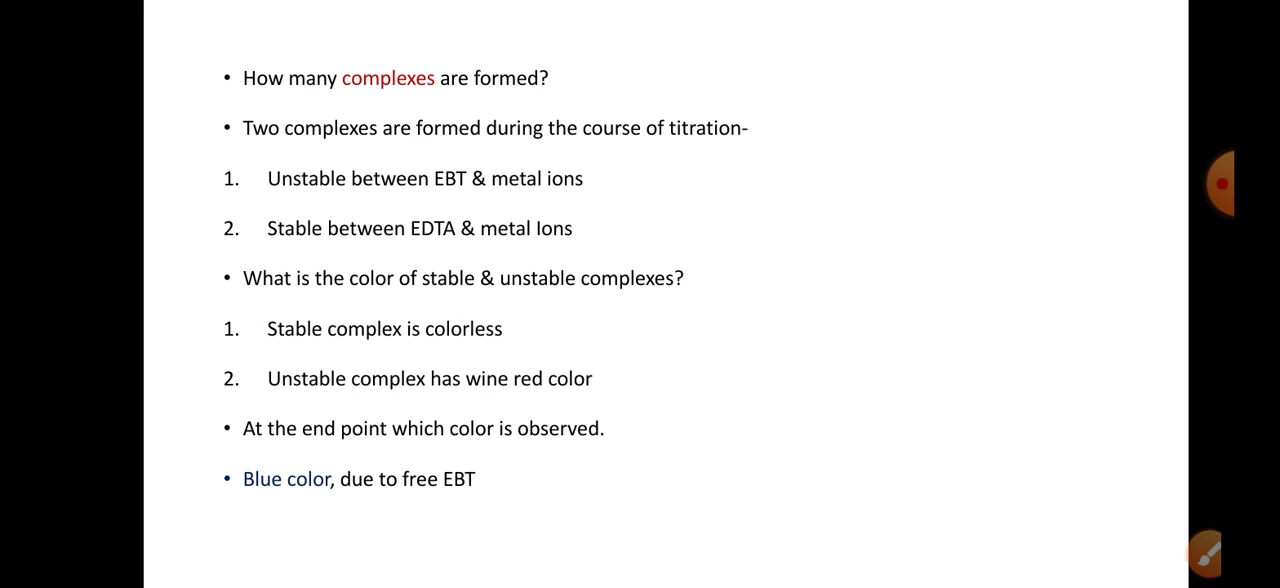 • How many complexes are formed?
• Two complexes are formed during the course of titration-
1. Unstable between EBT & metal ions
2. Stable between EDTA & metal Ions
• What is the color of stable & unstable complexes?
1. Stable complex is colorless
2. Unstable complex has wine red color
• At the end point which color is observed.
• Blue color, due to free EBT